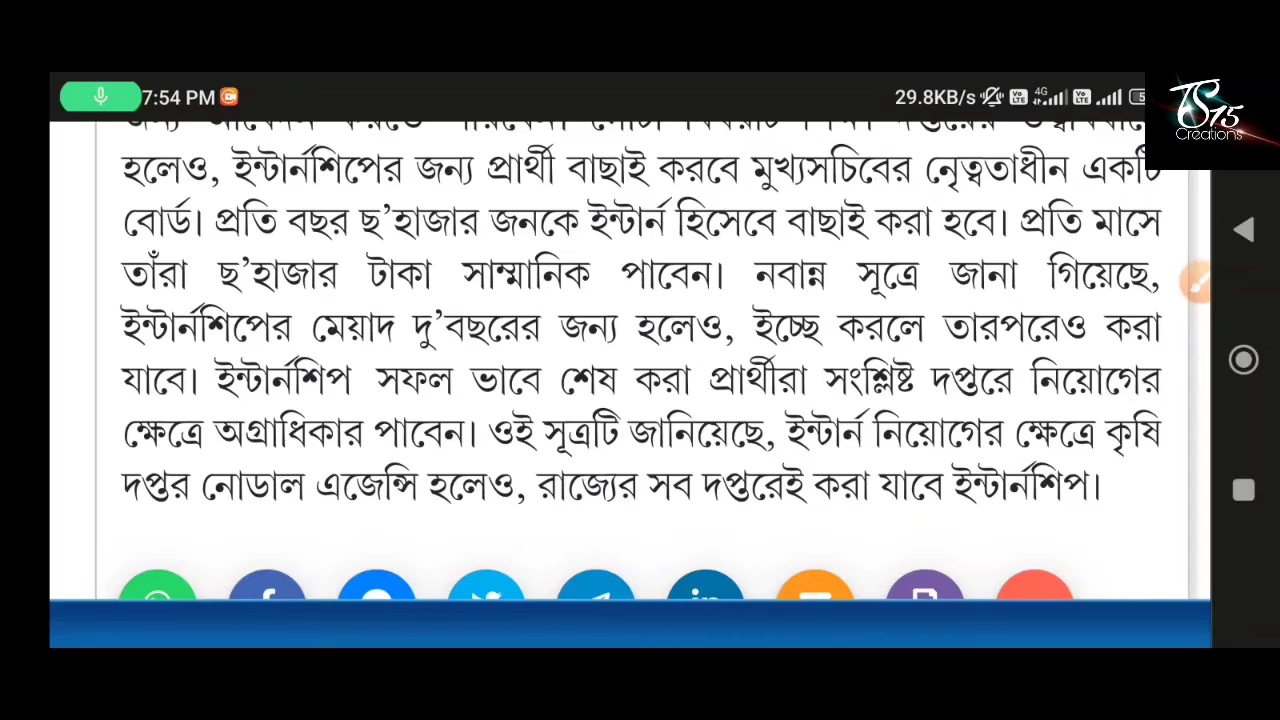 7:54 PM
29.8KB/s
4G
TS75
Creations
হলেও, ইন্টার্নশিপের জন্য প্রার্থী বাছাই করবে মুখ্যসচিবের নেৃত্বতাধীন একটি
বোর্ড। প্রতি বছর ছ’হাজার জনকে ইন্টার্ন হিসেবে বাছাই করা হবে। প্রতি মাসে
তাঁরা ছ’হাজার টাকা সাম্মানিক পাবেন। নবান্ন সূত্রে জানা গিয়েছে,
ইন্টার্নশিপের মেয়াদ দু’বছরের জন্য হলেও, ইচ্ছে করলে তারপরেও করা
যাবে। ইন্টার্নশিপ সফল ভাবে শেষ করা প্রার্থীরা সংশ্লিষ্ট দপ্তরে নিয়োগের
ক্ষেত্রে অগ্রাধিকার পাবেন। ওই সূত্রটি জানিয়েছে, ইন্টার্ন নিয়োগের ক্ষেত্রে কৃষি
দপ্তর নোডাল এজেন্সি হলেও, রাজ্যের সব দপ্তরেই করা যাবে ইন্টার্নশিপ।